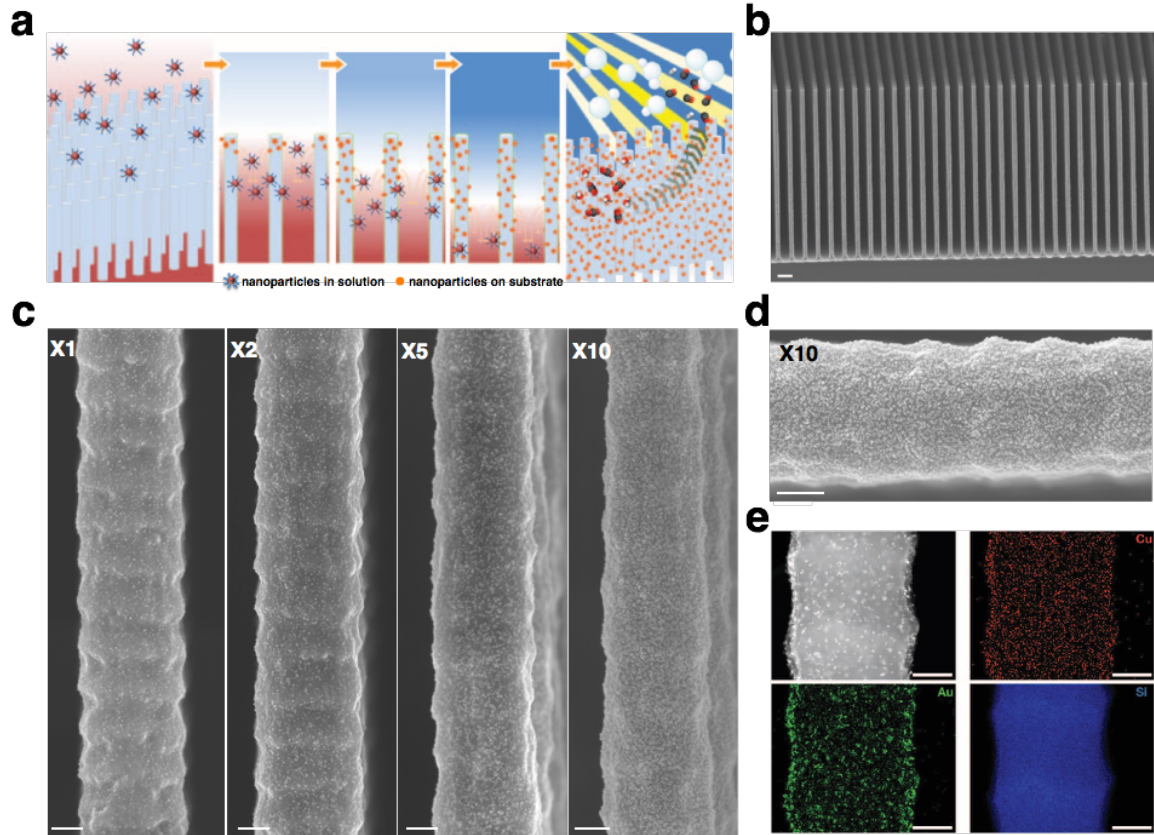 a
b
nanoparticles in solution nanoparticles on substrate
c
X1
X2
X5
X10
d
X10
e
Cu
Au
Si